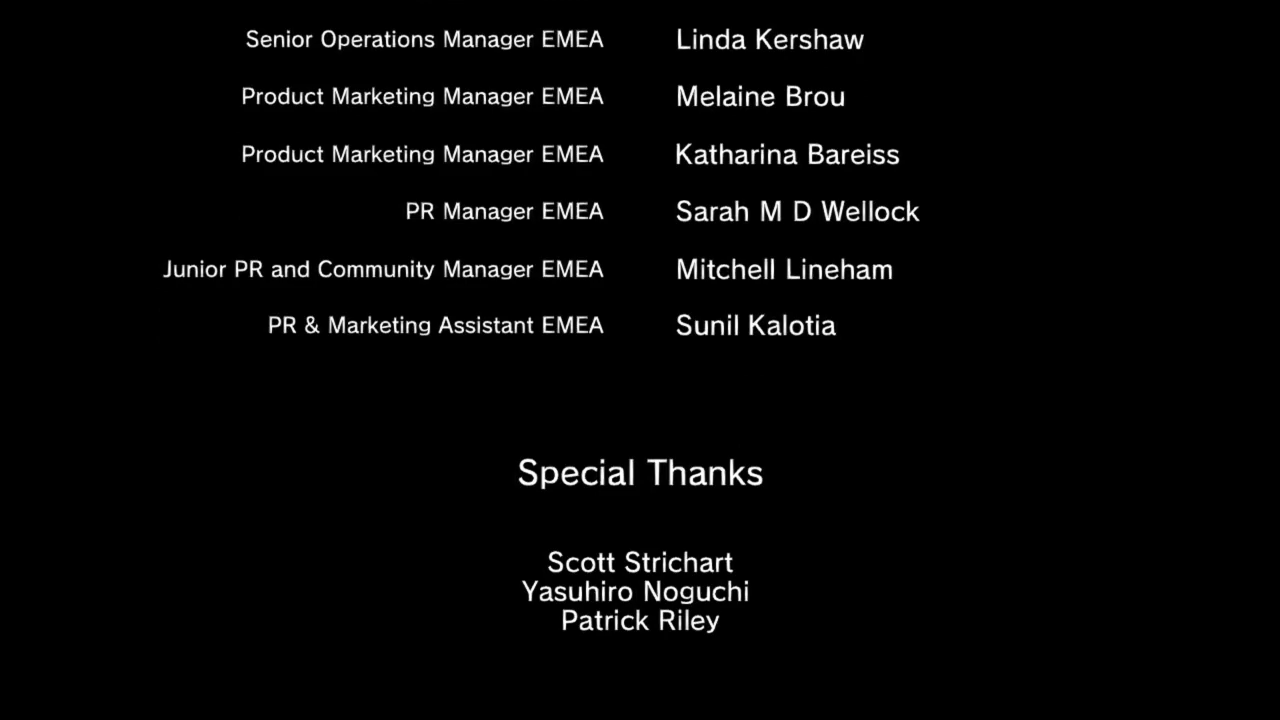 Senior Operations Manager EMEA Linda Kershaw
Product Marketing Manager EMEA Melaine Brou
Product Marketing Manager EMEA Katharina Bareiss
PR Manager EMEA Sarah M D Wellock
Junior PR and Community Manager EMEA Mitchell Lineham
PR & Marketing Assistant EMEA Sunil Kalotia
Special Thanks
Scott Strichart
Yasuhiro Noguchi
Patrick Riley